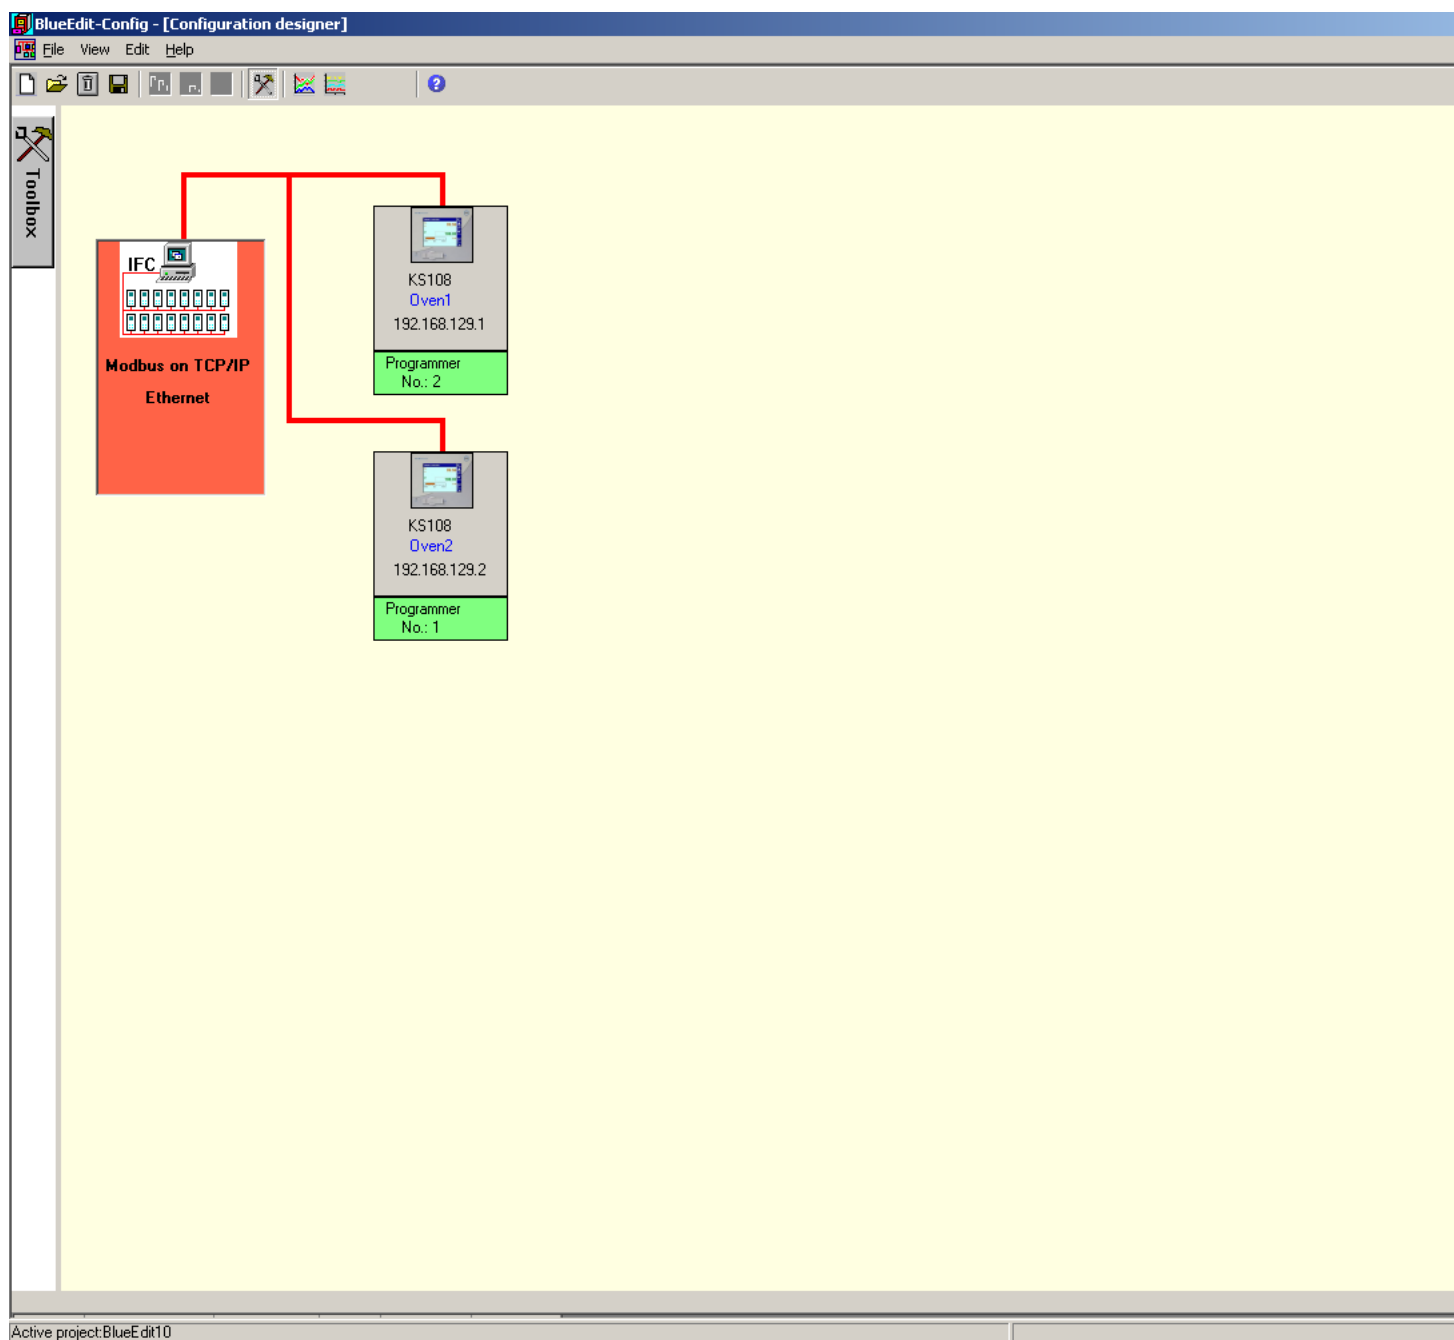 BlueEdit-Config - [Configuration designer]
File View Edit Help
Toolbox
IFC
Modbus on TCP/IP
Ethernet
KS108
Oven1
192.168.129.1
Programmer
No.: 2
KS108
Oven2
192.168.129.2
Programmer
No.: 1
Active project:BlueEdit10